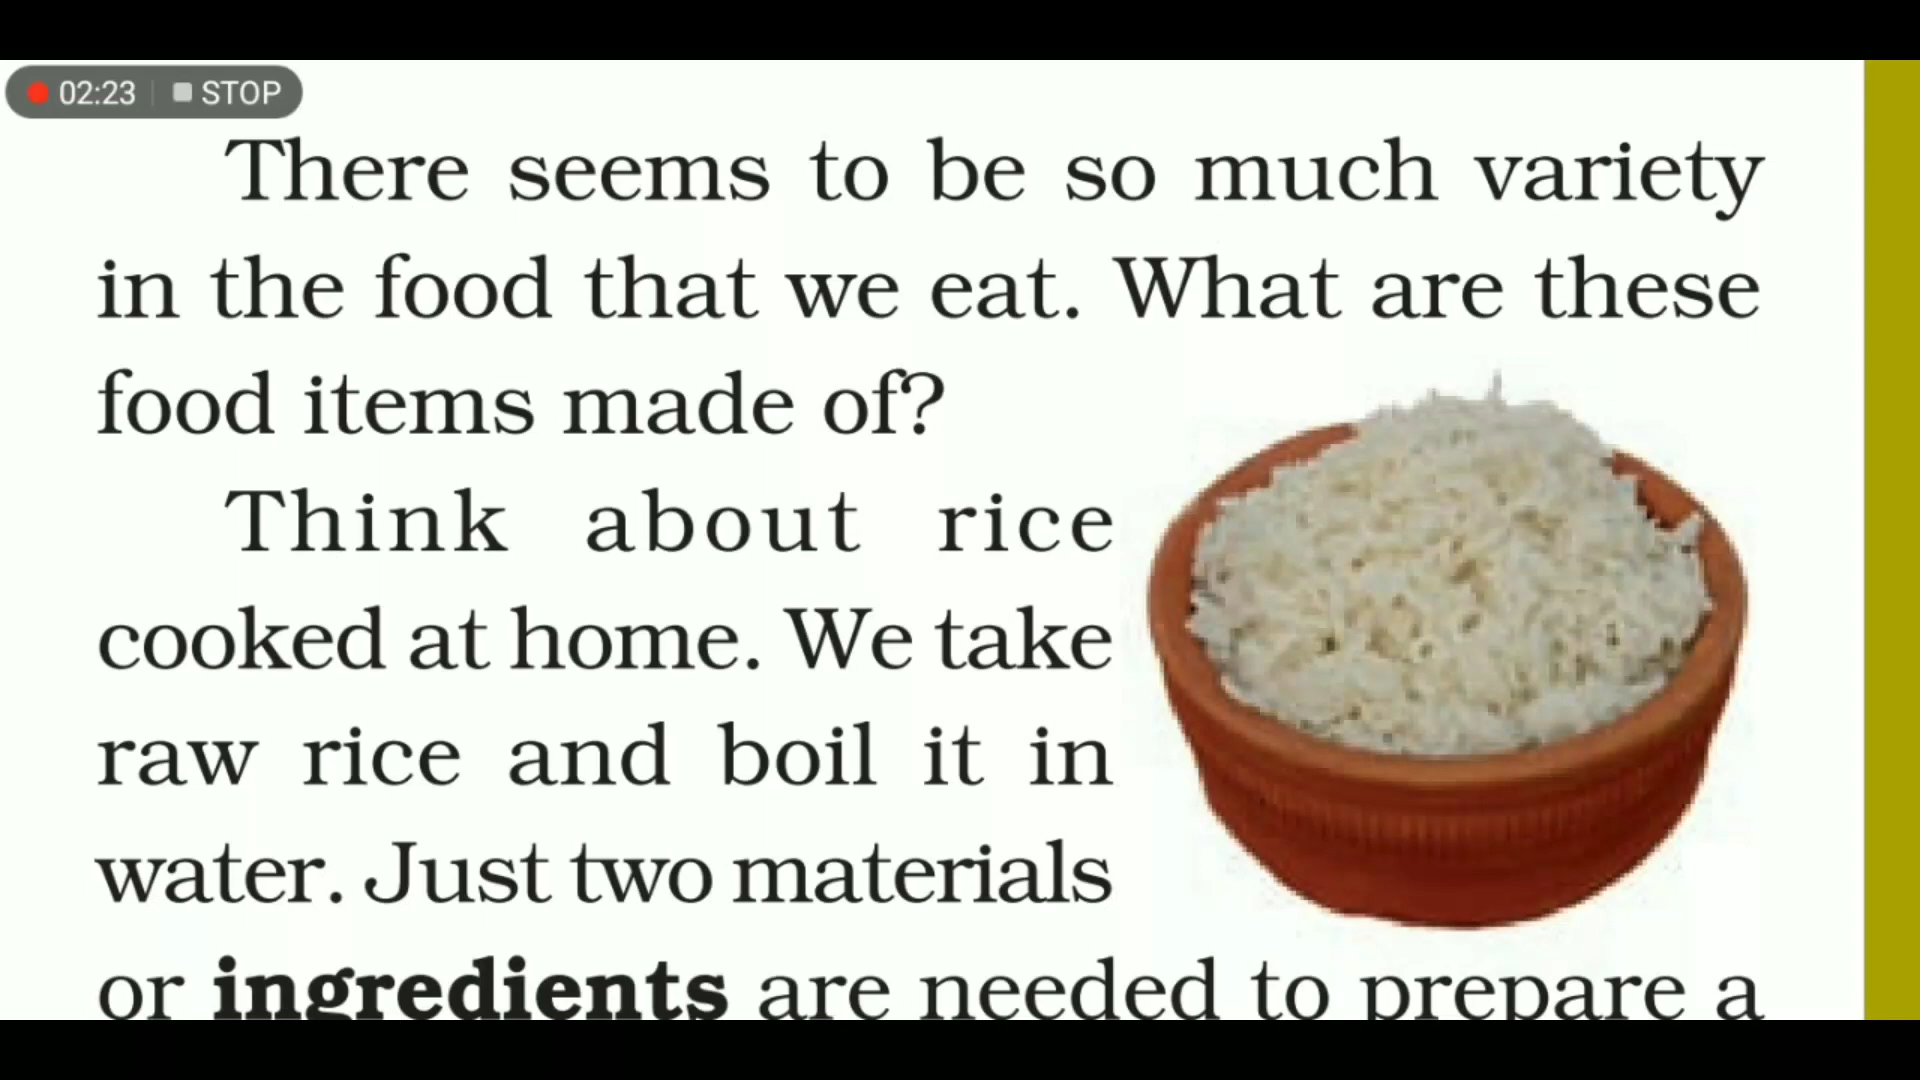 02:23 STOP
There seems to be so much variety
in the food that we eat. What are these
food items made of?
Think about rice
cooked at home. We take
raw rice and boil it in
water. Just two materials
or ingredients are needed to prepare a